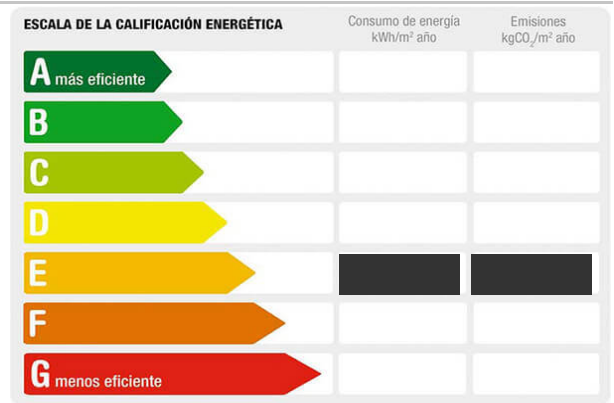 ESCALA DE LA CALIFICACIÓN ENERGÉTICA
Consumo de energía
kWh/m² año
Emisiones
kgCO₂/m² año
A más eficiente
B
C
D
E
F
G menos eficiente